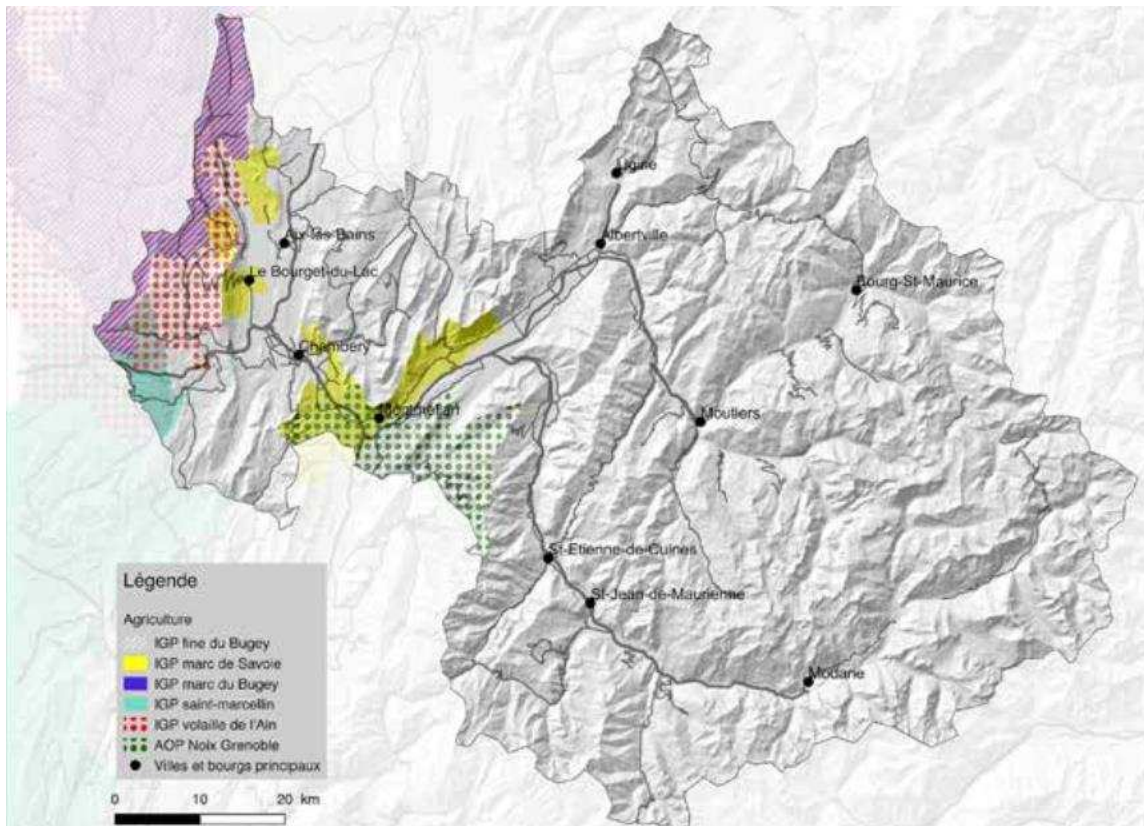 Ugine
Aix-les-Bains
Albertville
Le Bourget-du-Lac
Bourg-St-Maurice
Chambéry
Montmélian
Moutiers
St-Etienne-de-Cuines
St-Jean-de-Maurienne
Modane
Légende
Agriculture
IGP fine du Bugey
IGP marc de Savoie
IGP marc du Bugey
IGP saint-marcellin
IGP volaille de l'Ain
AOP Noix Grenoble
Villes et bourgs principaux
0 10 20 km